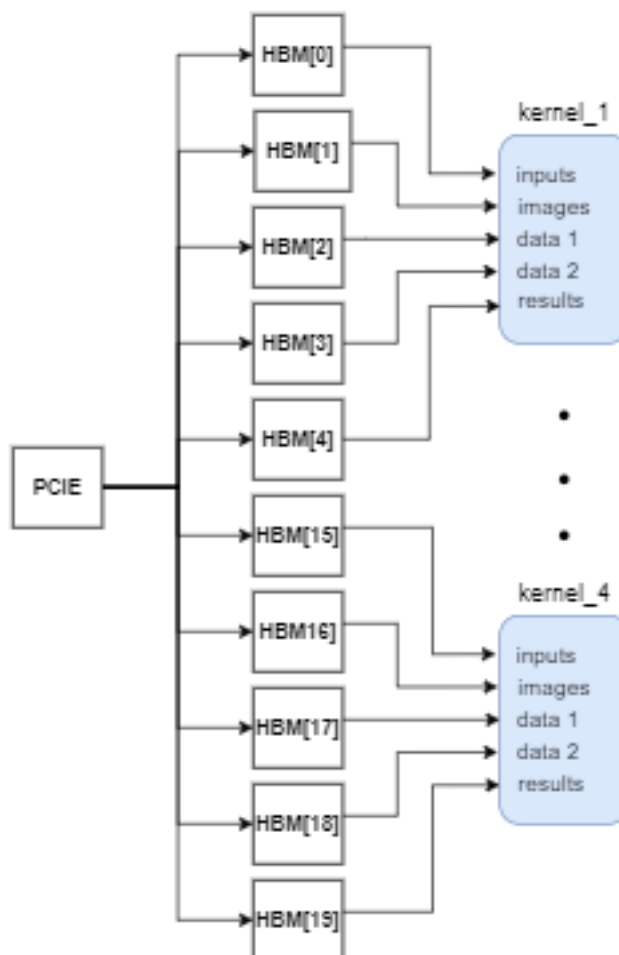 HBM[0]
kernel_1
HBM[1]
inputs
images
HBM[2]
data 1
data 2
results
HBM[3]
HBM[4]
PCIE
HBM[15]
kernel_4
HBM16]
inputs
images
HBM[17]
data 1
data 2
results
HBM[18]
HBM[19]